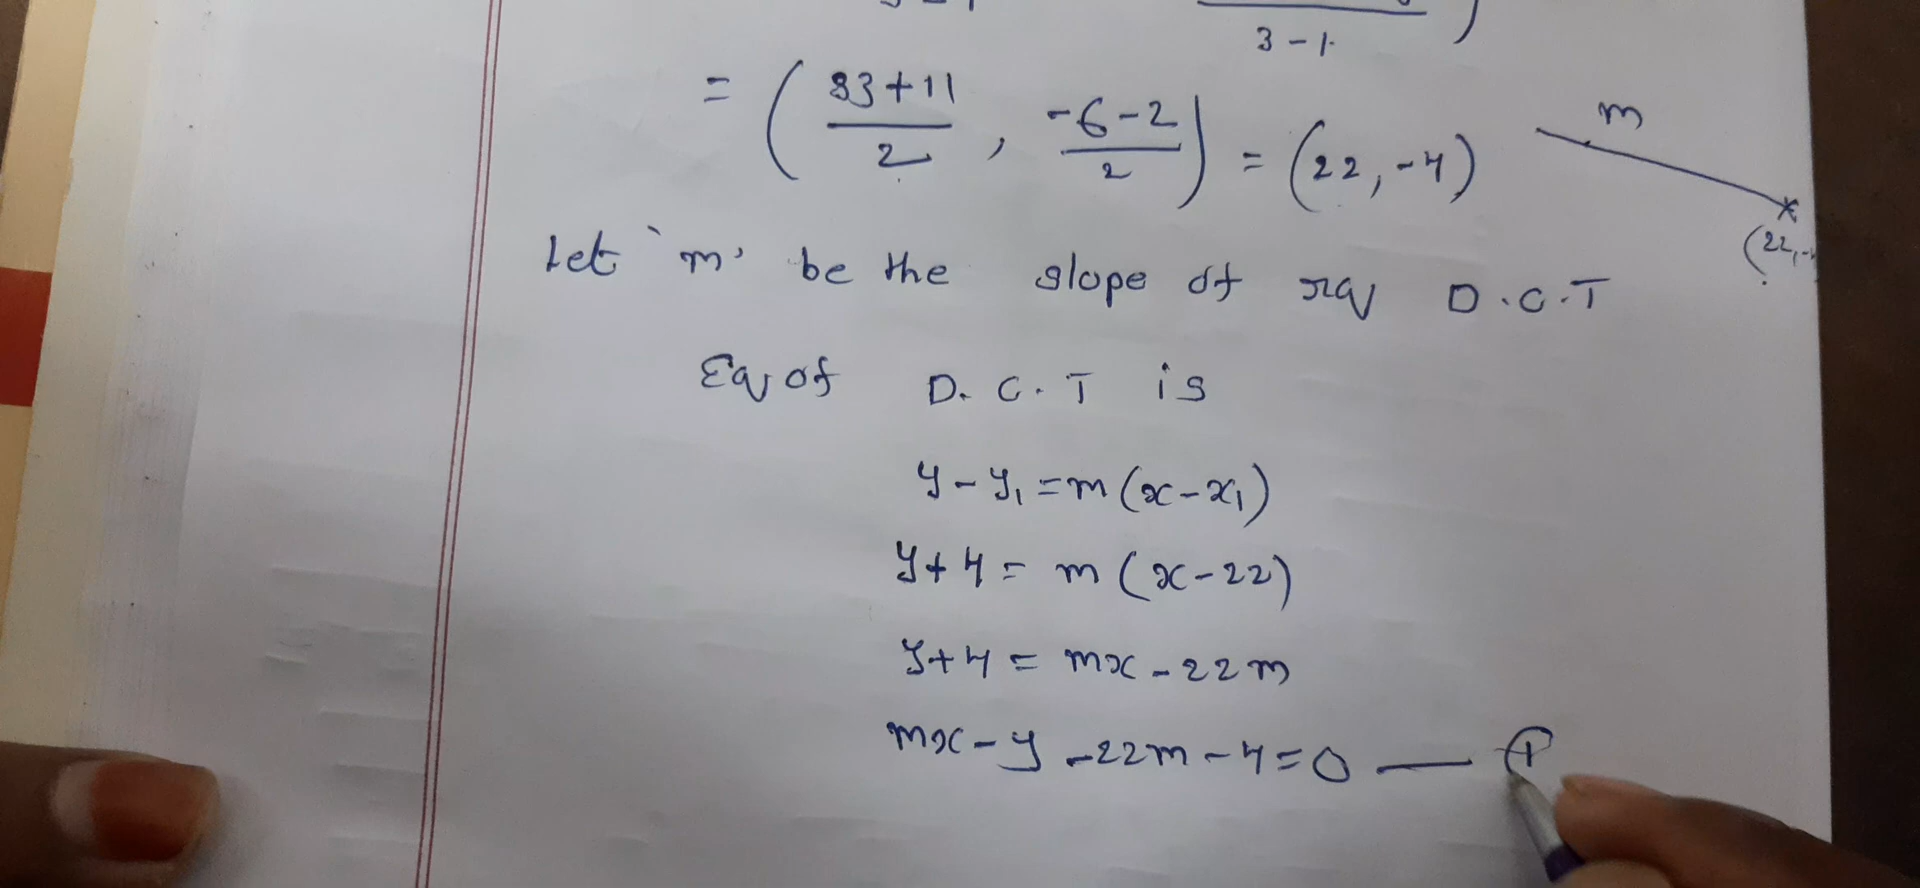 3-1
= ( 33+11 / 2 , -6-2 / 2 ) = (22, -4)
m
(22,-
Let 'm' be the slope of rq D.C.T
Eq of D.C.T is
y-y₁=m(x-x₁)
y+4= m(x-22)
y+4 = mx-22m
mx-y-22m-4=0 — ①